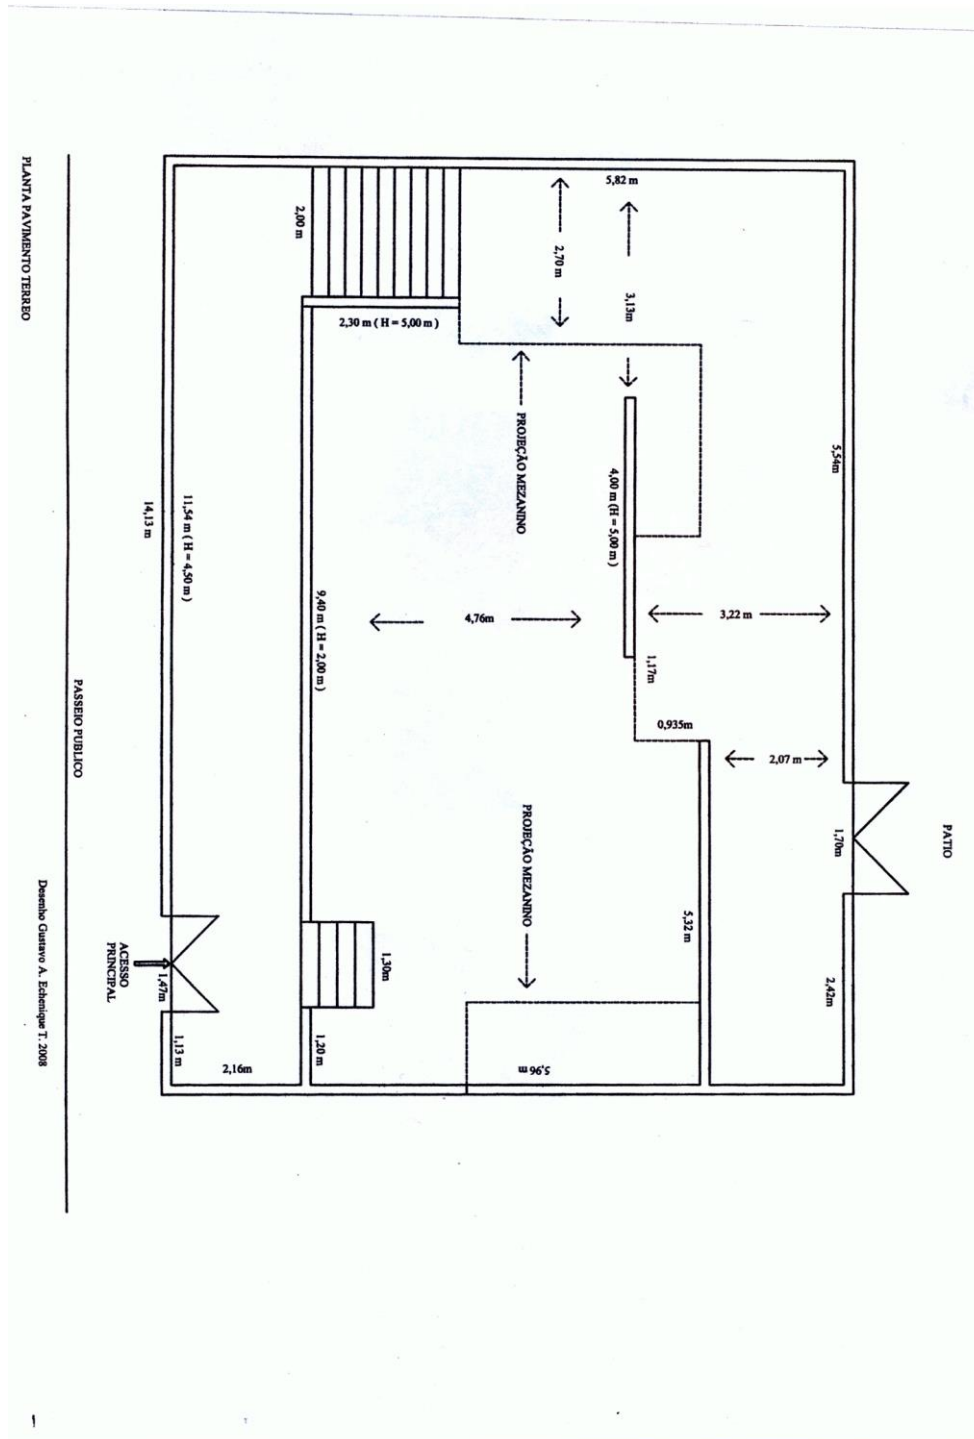 5,82 m
2,70 m
3,13m
2,00 m
2,30 m ( H = 5,00 m )
PROJEÇÃO MEZANINO
4,00 m (H = 5,00 m )
5,54m
11,54 m ( H = 4,50 m )
14,13 m
9,40 m ( H = 2,00 m )
4,76m
3,22 m
1,17m
0,935m
2,07 m
PATIO
1,70m
PROJEÇÃO MEZANINO
5,32 m
2,42m
1,30m
1,20 m
5,96 m
2,16m
1,13 m
1,47m
ACESSO
PRINCIPAL
PASSEIO PUBLICO
PLANTA PAVIMENTO TERREO
Desenho Gustavo A. Echenique T. 2008